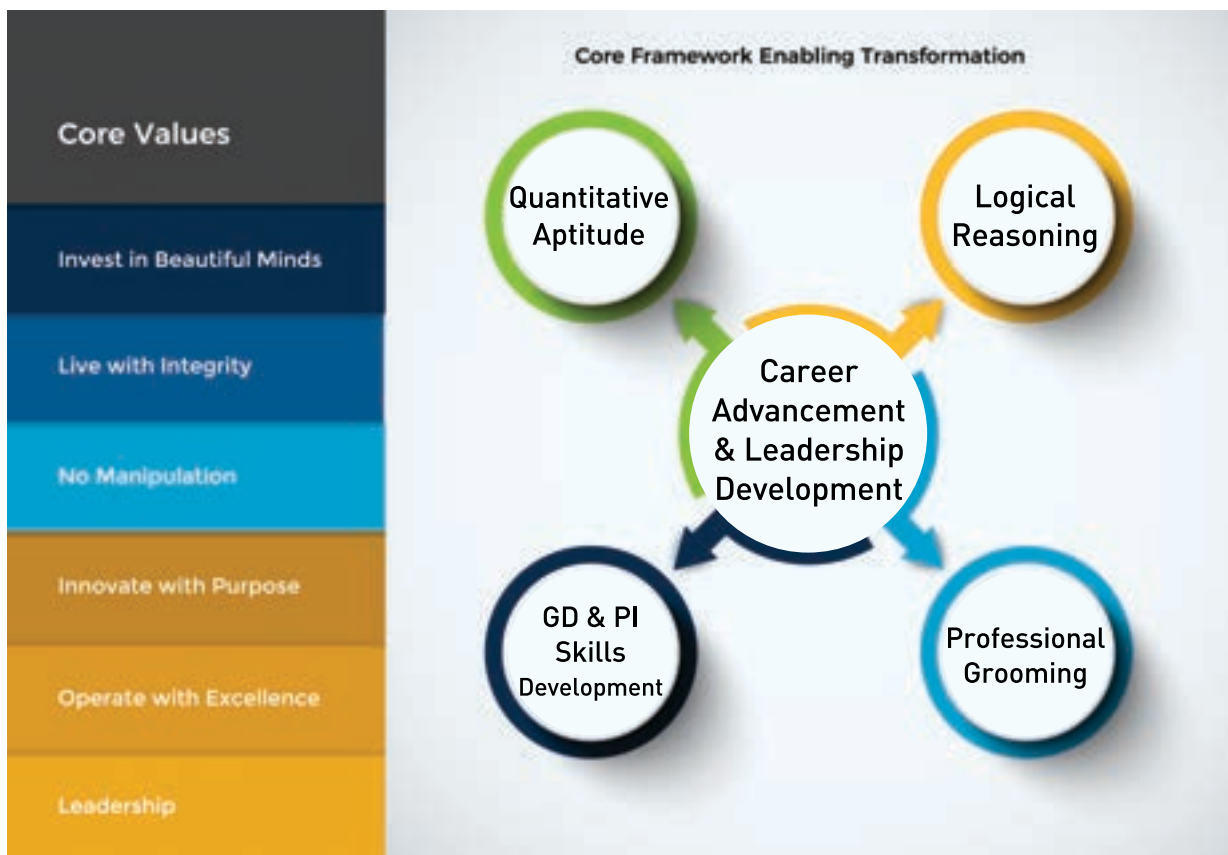 Core Values
Invest in Beautiful Minds
Live with Integrity
No Manipulation
Innovate with Purpose
Operate with Excellence
Leadership
Core Framework Enabling Transformation
Quantitative
Aptitude
Logical
Reasoning
Career
Advancement
& Leadership
Development
GD & PI
Skills
Development
Professional
Grooming